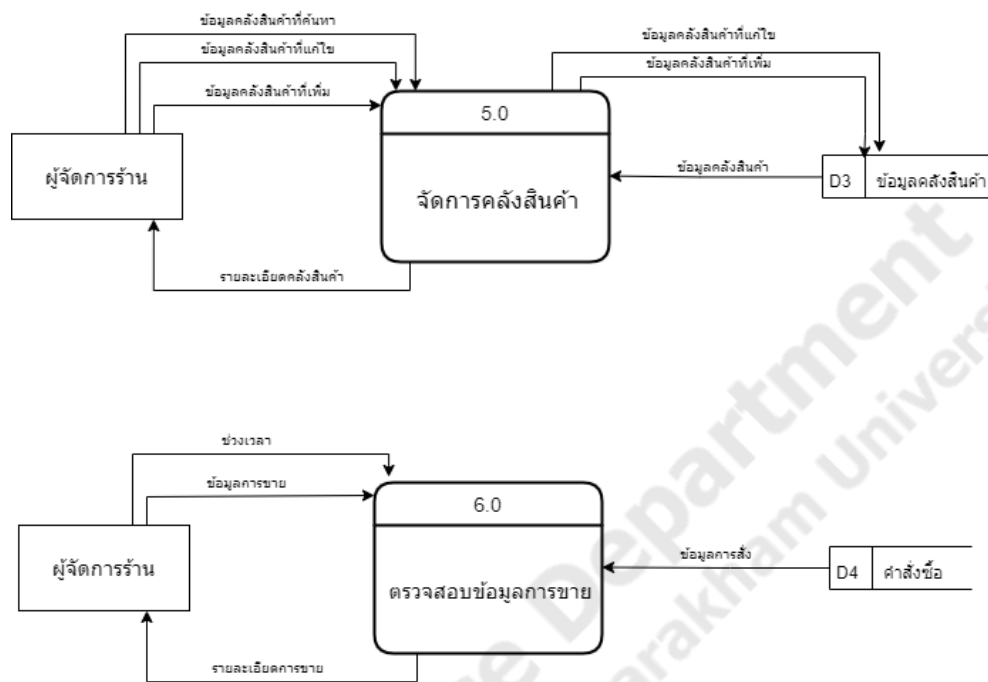 ข้อมูลคลังสินค้าที่ค้นหา
ข้อมูลคลังสินค้าที่แก้ไข
ข้อมูลคลังสินค้าที่เพิ่ม
ข้อมูลคลังสินค้าที่แก้ไข
ข้อมูลคลังสินค้าที่เพิ่ม
5.0
ผู้จัดการร้าน
จัดการคลังสินค้า
ข้อมูลคลังสินค้า
D3 ข้อมูลคลังสินค้า
รายละเอียดคลังสินค้า
ช่วงเวลา
ข้อมูลการขาย
6.0
ผู้จัดการร้าน
ตรวจสอบข้อมูลการขาย
ข้อมูลการสั่ง
D4 คำสั่งซื้อ
รายละเอียดการขาย
Department